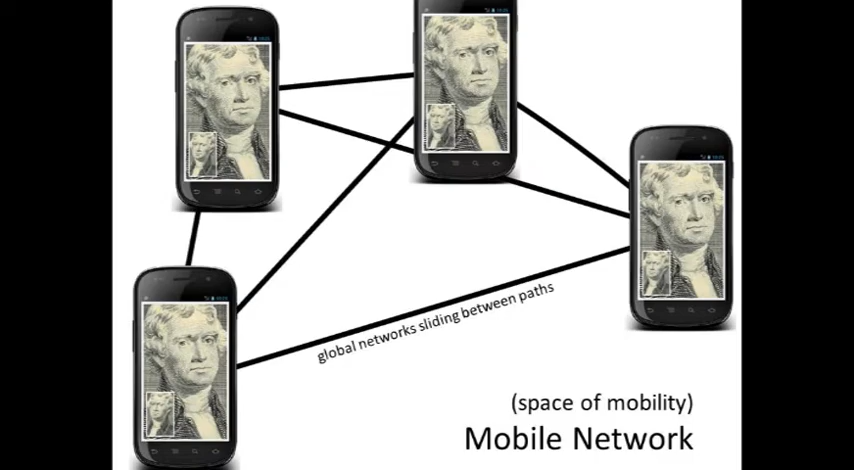 global networks sliding between paths
(space of mobility)
Mobile Network